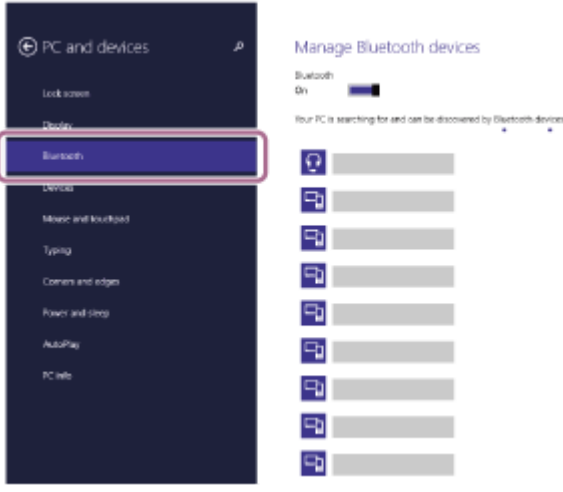 PC and devices
Lock screen
Display
Bluetooth
Devices
Mouse and touchpad
Typing
Corners and edges
Power and sleep
AutoPlay
PC info
Manage Bluetooth devices
Bluetooth
On
Your PC is searching for and can be discovered by Bluetooth devices